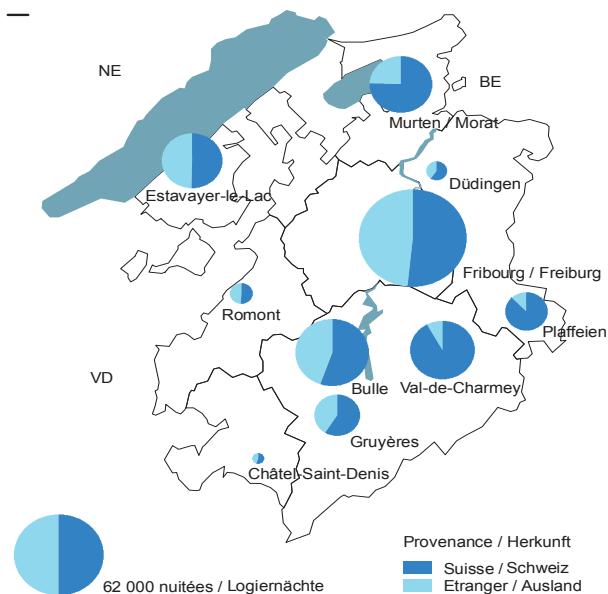 NE
BE
Murten / Morat
Düdingen
Estavayer-le-Lac
Fribourg / Freiburg
Romont
Plaffeien
VD
Bulle
Val-de-Charmey
Gruyères
Châtel-Saint-Denis
Provenance / Herkunft
Suisse / Schweiz
62 000 nuitées / Logiernächte
Etranger / Ausland